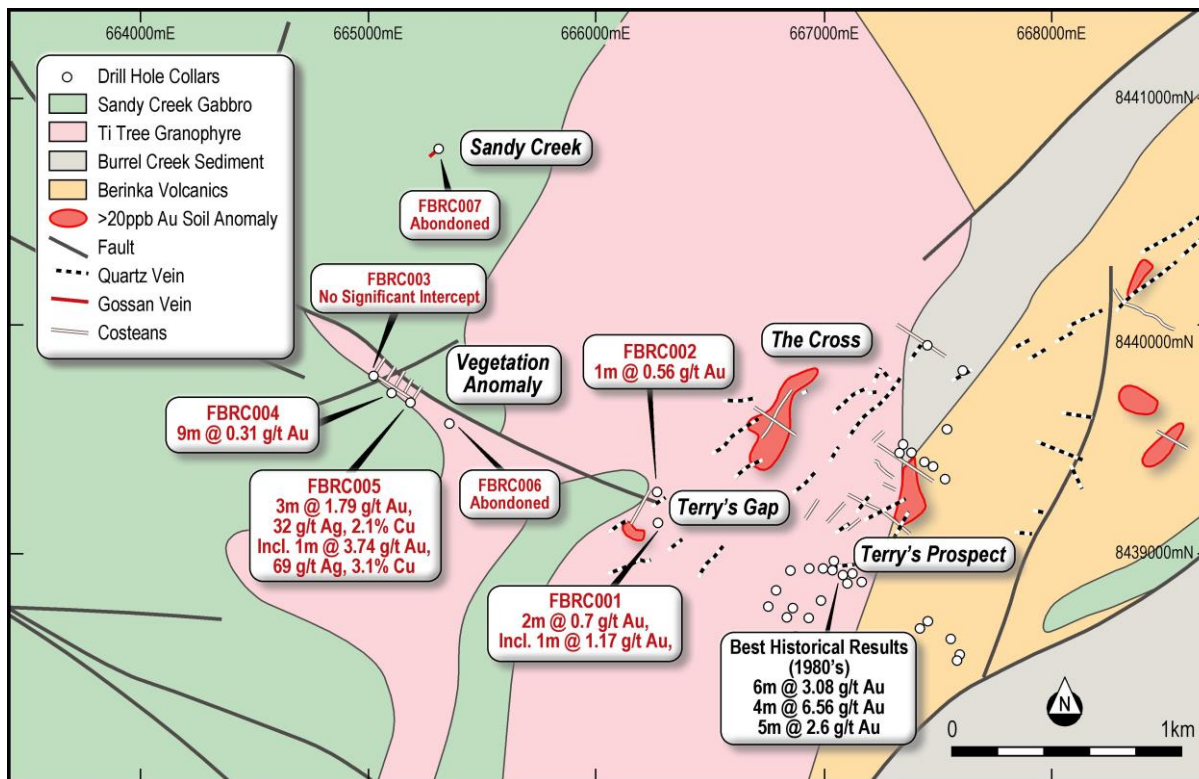 664000mE
665000mE
666000mE
667000mE
668000mE
Drill Hole Collars
Sandy Creek Gabbro
Ti Tree Granophyre
Burrel Creek Sediment
Berinka Volcanics
>20ppb Au Soil Anomaly
Fault
Quartz Vein
Gossan Vein
Costeans
8441000mN
Sandy Creek
FBRC007
Abondoned
FBRC003
No Significant Intercept
8440000mN
The Cross
FBRC002
1m @ 0.56 g/t Au
Vegetation
Anomaly
FBRC004
9m @ 0.31 g/t Au
FBRC005
3m @ 1.79 g/t Au,
32 g/t Ag, 2.1% Cu
Incl. 1m @ 3.74 g/t Au,
69 g/t Ag, 3.1% Cu
FBRC006
Abondoned
Terry's Gap
Terry's Prospect
8439000mN
FBRC001
2m @ 0.7 g/t Au,
Incl. 1m @ 1.17 g/t Au,
Best Historical Results
(1980's)
6m @ 3.08 g/t Au
4m @ 6.56 g/t Au
5m @ 2.6 g/t Au
N
0
1km